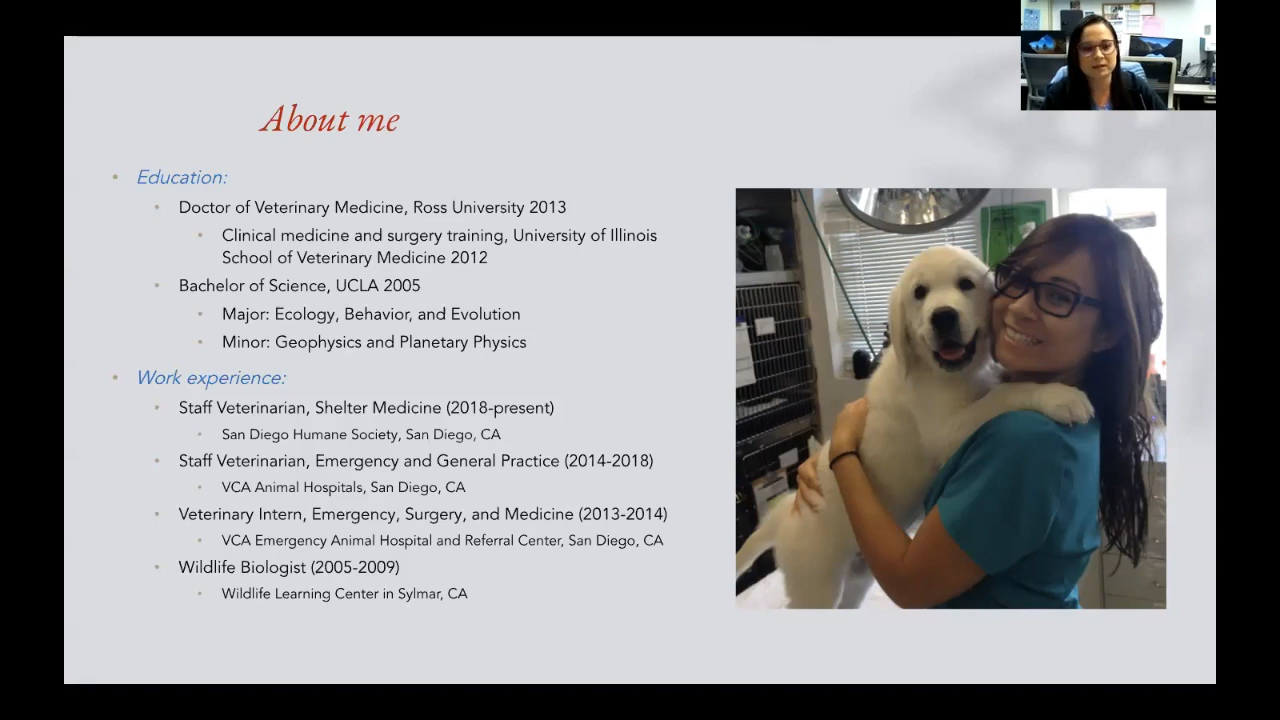 About me
Education:
Doctor of Veterinary Medicine, Ross University 2013
Clinical medicine and surgery training, University of Illinois
School of Veterinary Medicine 2012
Bachelor of Science, UCLA 2005
Major: Ecology, Behavior, and Evolution
Minor: Geophysics and Planetary Physics
Work experience:
Staff Veterinarian, Shelter Medicine (2018-present)
San Diego Humane Society, San Diego, CA
Staff Veterinarian, Emergency and General Practice (2014-2018)
VCA Animal Hospitals, San Diego, CA
Veterinary Intern, Emergency, Surgery, and Medicine (2013-2014)
VCA Emergency Animal Hospital and Referral Center, San Diego, CA
Wildlife Biologist (2005-2009)
Wildlife Learning Center in Sylmar, CA